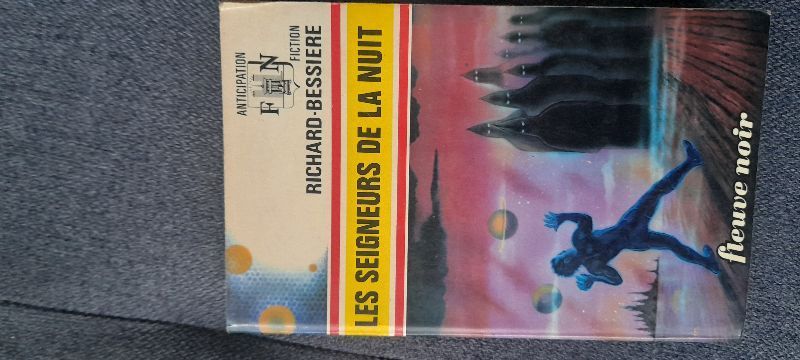 ANTICIPATION
FN
FICTION
RICHARD-BESSIERE
LES SEIGNEURS DE LA NUIT
fleuve noir